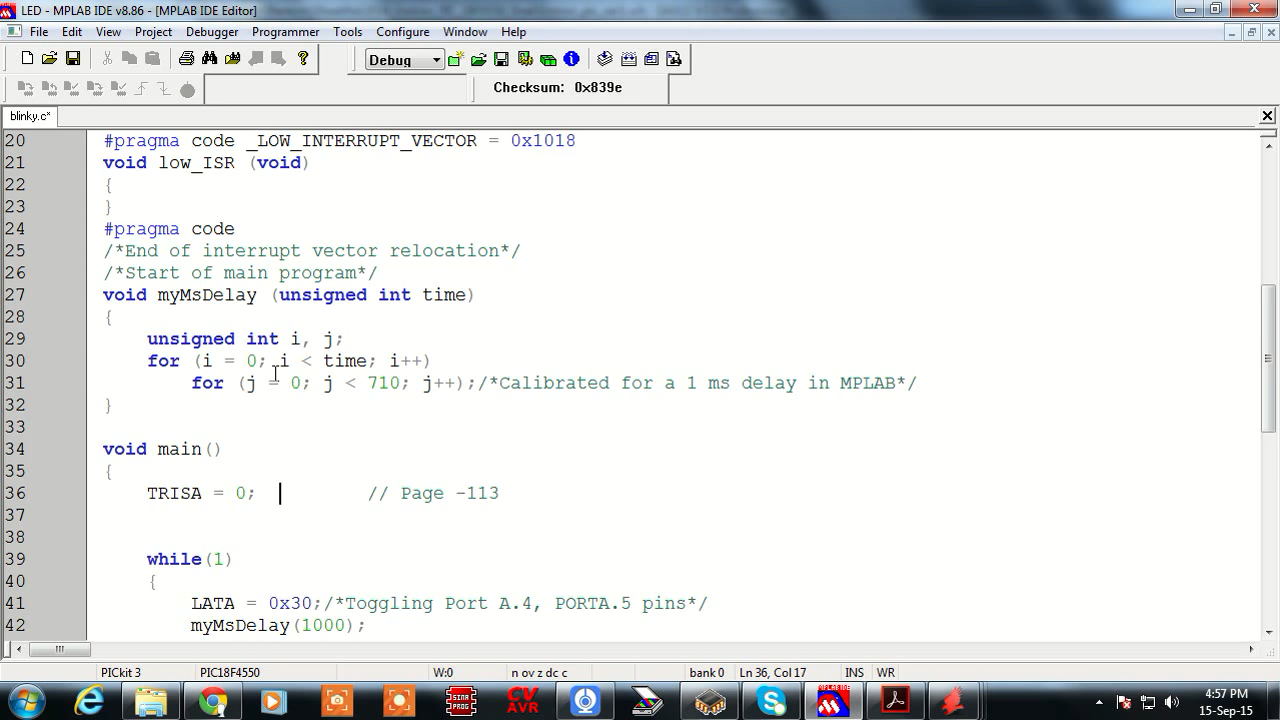 LED - MPLAB IDE v8.86 - [MPLAB IDE Editor]
File Edit View Project Debugger Programmer Tools Configure Window Help
Debug
Checksum: 0x839e
blinky.c*
20 #pragma code _LOW_INTERRUPT_VECTOR = 0x1018
21 void low_ISR (void)
22 {
23 }
24 #pragma code
25 /*End of interrupt vector relocation*/
26 /*Start of main program*/
27 void myMsDelay (unsigned int time)
28 {
29 unsigned int i, j;
30 for (i = 0; i < time; i++)
31 for (j = 0; j < 710; j++);/*Calibrated for a 1 ms delay in MPLAB*/
32 }
33
34 void main()
35 {
36 TRISA = 0; // Page -113
37
38
39 while(1)
40 {
41 LATA = 0x30;/*Toggling Port A.4, PORTA.5 pins*/
42 myMsDelay(1000);
PICkit 3 PIC18F4550 W:0 n ov z dc c bank 0 Ln 36, Col 17 INS WR
SINA PROG
CV AVR
MPLAB IDE
4:57 PM
15-Sep-15